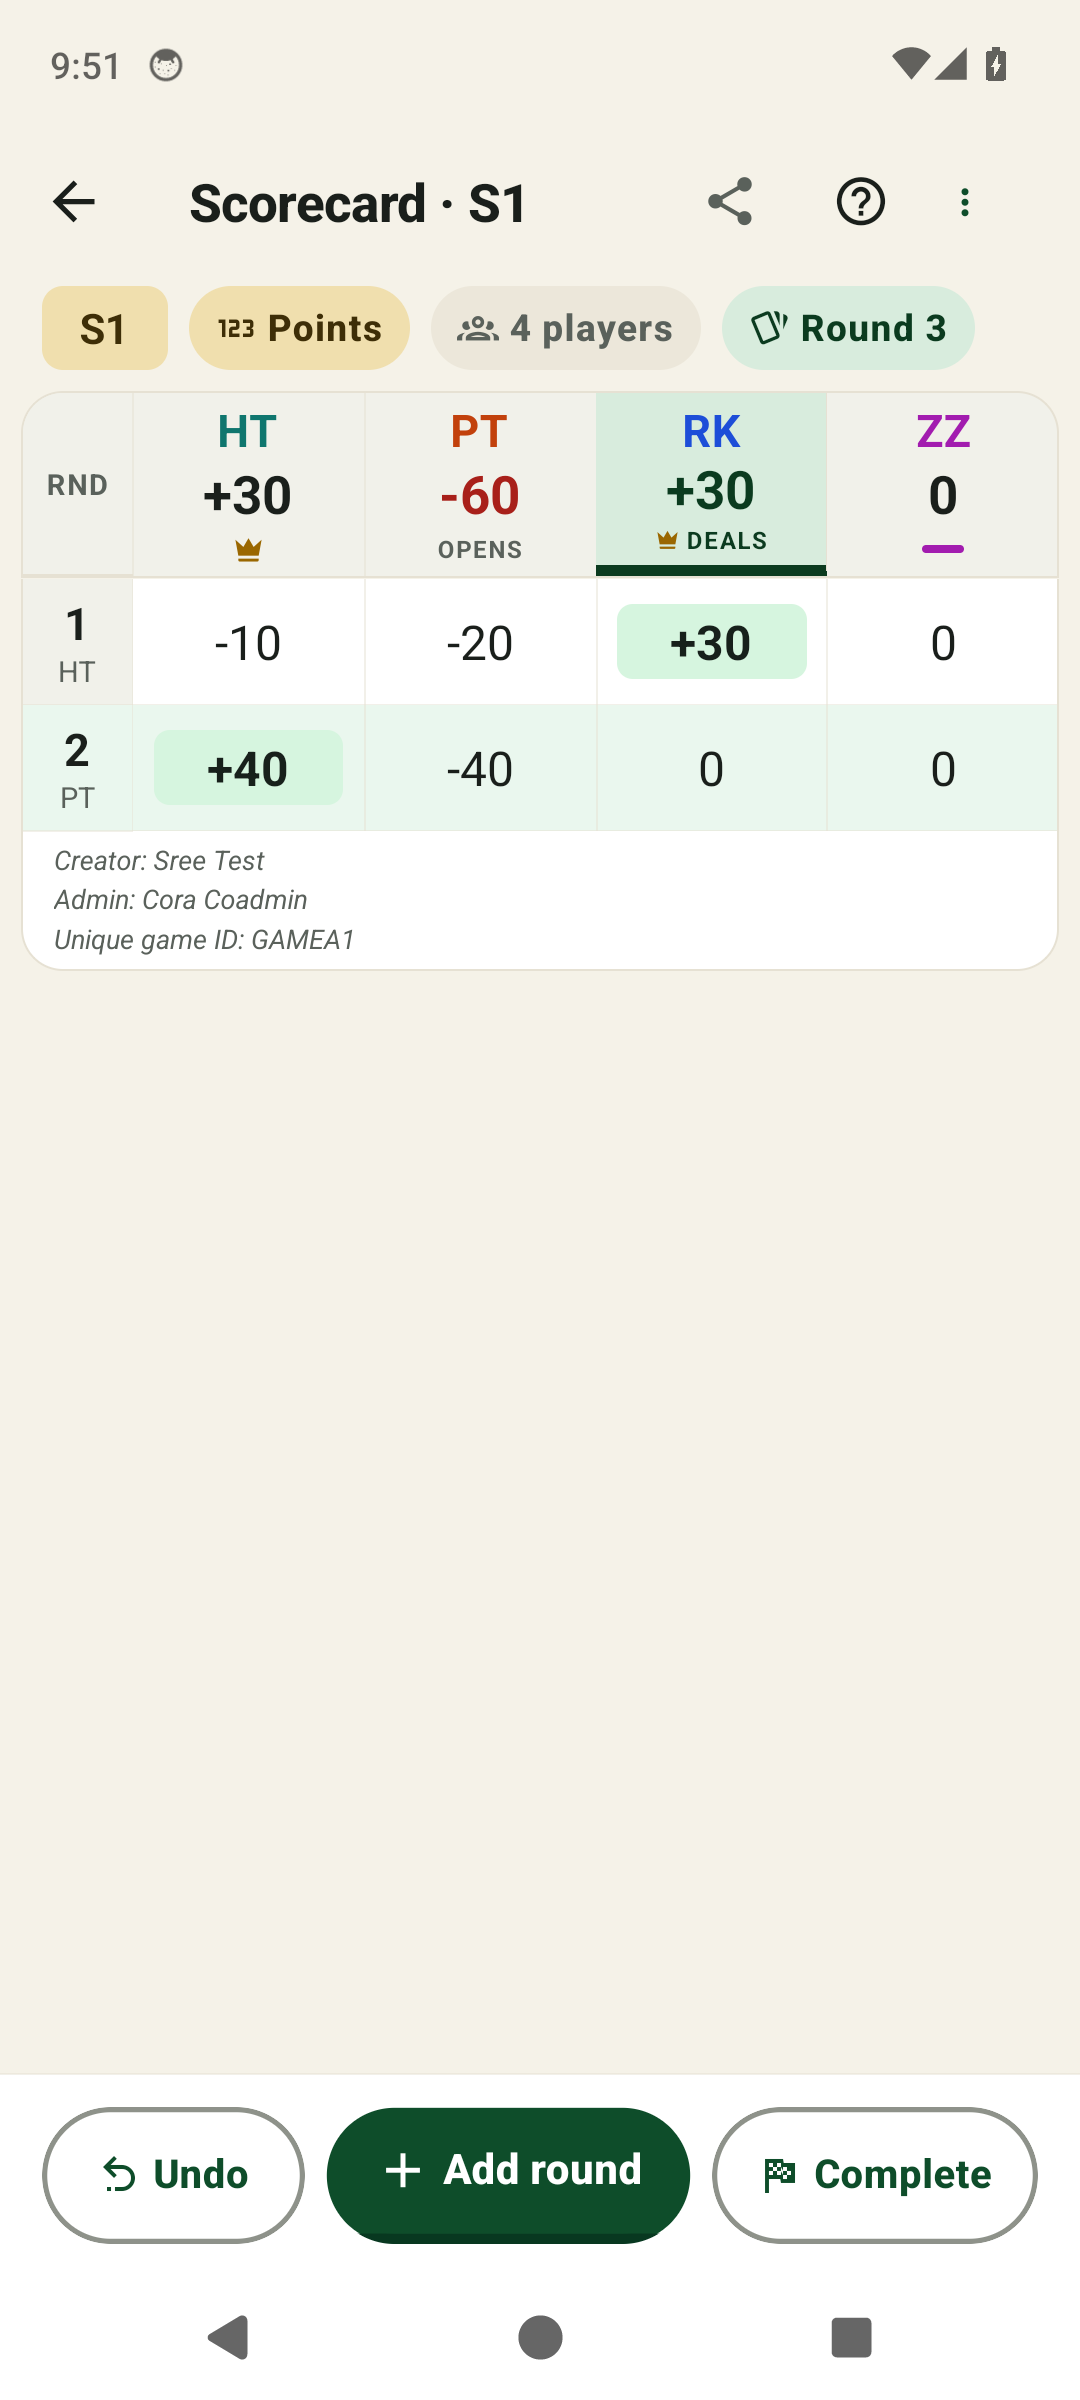 9:51
Scorecard · S1
S1
123 Points
4 players
Round 3
RND
HT
+30
PT
-60
OPENS
RK
+30
DEALS
ZZ
0
1
HT
-10
-20
+30
0
2
PT
+40
-40
0
0
Creator: Sree Test
Admin: Cora Coadmin
Unique game ID: GAMEA1
Undo
Add round
Complete